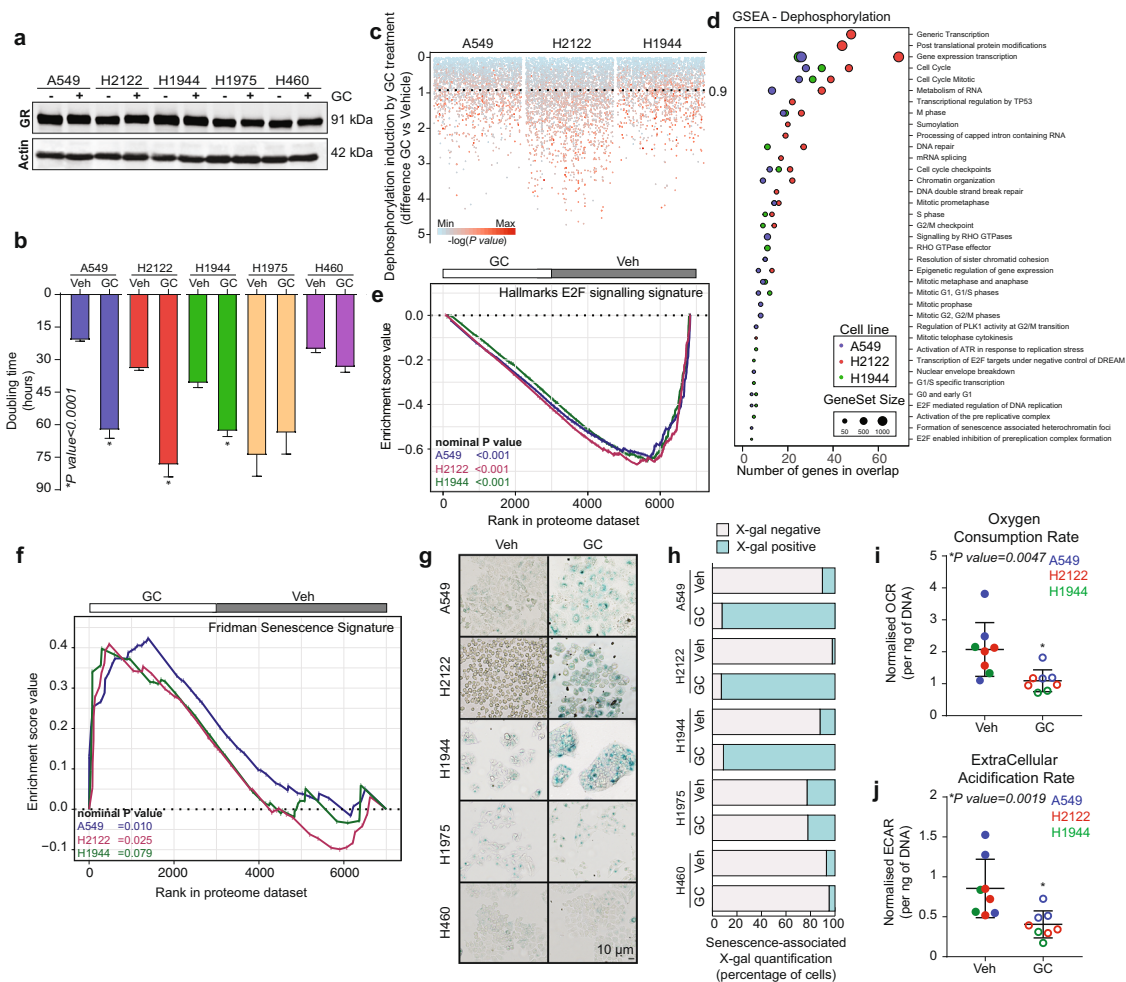 a
A549 H2122 H1944 H1975 H460
- + - + - + - + - + GC
GR 91 kDa
Actin 42 kDa
b
A549 H2122 H1944 H1975 H460
Veh GC Veh GC Veh GC Veh GC Veh GC
0
15
30
45
60
75
90
Doubling time
(hours)
*P value<0.0001
* * *
c
A549 H2122 H1944
0
1
2
3
4
5
0.9
Dephosphorylation induction by GC treatment
(difference GC vs Vehicle)
Min Max
-log(P value)
d
GSEA - Dephosphorylation
Generic Transcription
Post translational protein modifications
Gene expression transcription
Cell Cycle
Cell Cycle Mitotic
Metabolism of RNA
Transcriptional regulation by TP53
M phase
Sumoylation
Processing of capped intron containing RNA
DNA repair
mRNA splicing
Cell cycle checkpoints
Chromatin organization
DNA double strand break repair
Mitotic prometaphase
S phase
G2/M checkpoint
Signalling by RHO GTPases
RHO GTPase effector
Resolution of sister chromatid cohesion
Epigenetic regulation of gene expression
Mitotic metaphase and anaphase
Mitotic G1, G1/S phases
Mitotic prophase
Mitotic G2, G2/M phases
Regulation of PLK1 activity at G2/M transition
Mitotic telophase cytokinesis
Activation of ATR in response to replication stress
Transcription of E2F targets under negative control of DREAM
Nuclear envelope breakdown
G1/S specific transcription
G0 and early G1
E2F mediated regulation of DNA replication
Activation of the pre replicative complex
Formation of senescence associated heterochromatin foci
E2F enabled inhibition of prereplication complex formation
Cell line
A549
H2122
H1944
GeneSet Size
50 500 1000
0 20 40 60
Number of genes in overlap
e
GC Veh
Hallmarks E2F signalling signature
0.0
−0.2
−0.4
−0.6
Enrichment score value
nominal P value
A549 <0.001
H2122 <0.001
H1944 <0.001
0 2000 4000 6000
Rank in proteome dataset
f
GC Veh
Fridman Senescence Signature
0.4
0.3
0.2
0.1
0.0
−0.1
Enrichment score value
nominal P value
A549 =0.010
H2122 =0.025
H1944 =0.079
0 2000 4000 6000
Rank in proteome dataset
g
Veh GC
A549
H2122
H1944
H1975
H460
10 µm
h
X-gal negative
X-gal positive
A549 Veh
GC
H2122 Veh
GC
H1944 Veh
GC
H1975 Veh
GC
H460 Veh
GC
0 20 40 60 80 100
Senescence-associated
X-gal quantification
(percentage of cells)
i
Oxygen
Consumption Rate
*P value=0.0047
A549
H2122
H1944
5
4
3
2
1
0
Normalised OCR
(per ng of DNA)
*
Veh GC
j
ExtraCellular
Acidification Rate
*P value=0.0019
A549
H2122
H1944
2
1.5
1
0.5
0
Normalised ECAR
(per ng of DNA)
*
Veh GC